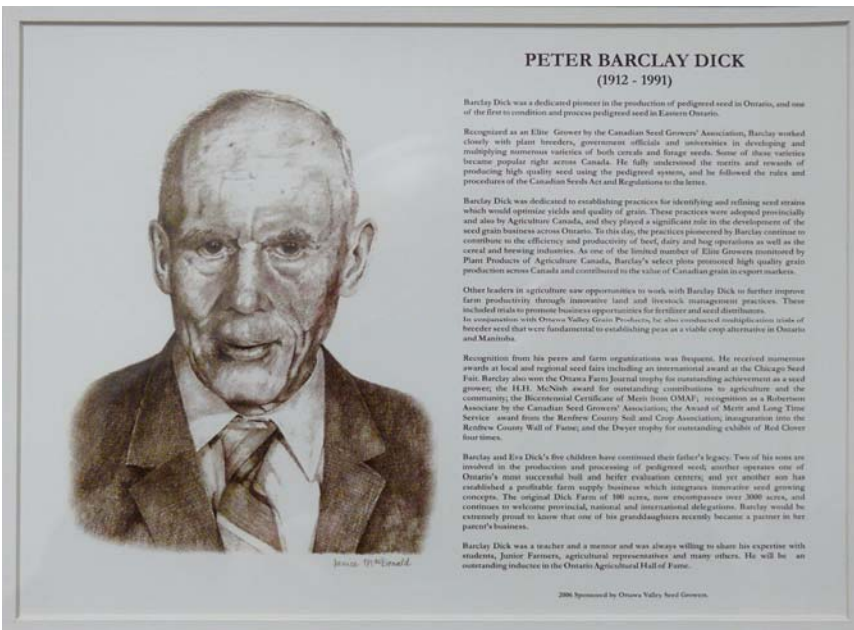 PETER BARCLAY DICK
(1912 - 1991)
Barclay Dick was a dedicated pioneer in the production of pedigreed seed in Ontario, and one
of the first to condition and process pedigreed seed in Eastern Ontario.
Recognized as an Elite Grower by the Canadian Seed Growers' Association, Barclay worked
closely with plant breeders, government officials and universities in developing and
multiplying numerous varieties of both cereals and forage seeds. Some of these varieties
became popular right across Canada. He fully understood the merits and rewards of
producing high quality seed using the pedigreed system, and he followed the rules and
procedures of the Canadian Seeds Act and Regulations to the letter.
Barclay Dick was dedicated to establishing practices for identifying and refining seed strains
which would optimize yields and quality of grain. These practices were adopted provincially
and also by Agriculture Canada, and they played a significant role in the development of the
seed grain business across Ontario. To this day, the practices pioneered by Barclay continue to
contribute to the efficiency and productivity of beef, dairy and hog operations as well as the
cereal and brewing industries. As one of the limited number of Elite Growers monitored by
Plant Products of Agriculture Canada, Barclay's select plots promoted high quality grain
production across Canada and contributed to the value of Canadian grain in export markets.
Other leaders in agriculture saw opportunities to work with Barclay Dick to further improve
farm productivity through innovative land and livestock management practices. These
included trials to promote business opportunities for fertilizer and seed distributors.
In conjunction with Ottawa Valley Grain Products, he also conducted multiplication trials of
breeder seed that were fundamental to establishing peas as a viable crop alternative in Ontario
and Manitoba.
Recognition from his peers and farm organizations was frequent. He received numerous
awards at local and regional seed fairs including an international award at the Chicago Seed
Fair. Barclay also won the Ottawa Farm Journal trophy for outstanding achievement as a seed
grower; the H.H. McNish award for outstanding contributions to agriculture and the
community; the Bicentennial Certificate of Merit from OMAF; recognition as a Robertson
Associate by the Canadian Seed Growers' Association; the Award of Merit and Long Time
Service award from the Renfrew County Soil and Crop Association; inauguration into the
Renfrew County Wall of Fame; and the Dwyer trophy for outstanding exhibit of Red Clover
four times.
Barclay and Eva Dick's five children have continued their father's legacy. Two of his sons are
involved in the production and processing of pedigreed seed; another operates one of
Ontario's most successful bull and heifer evaluation centers; and yet another son has
established a profitable farm supply business which integrates innovative seed growing
concepts. The original Dick Farm of 100 acres, now encompasses over 3000 acres, and
continues to welcome provincial, national and international delegations. Barclay would be
extremely proud to know that one of his granddaughters recently became a partner in her
parent's business.
Barclay Dick was a teacher and a mentor and was always willing to share his expertise with
students, Junior Farmers, agricultural representatives and many others. He will be an
outstanding inductee in the Ontario Agricultural Hall of Fame.
McDonald
2006 Sponsored by Ottawa Valley Seed Growers.